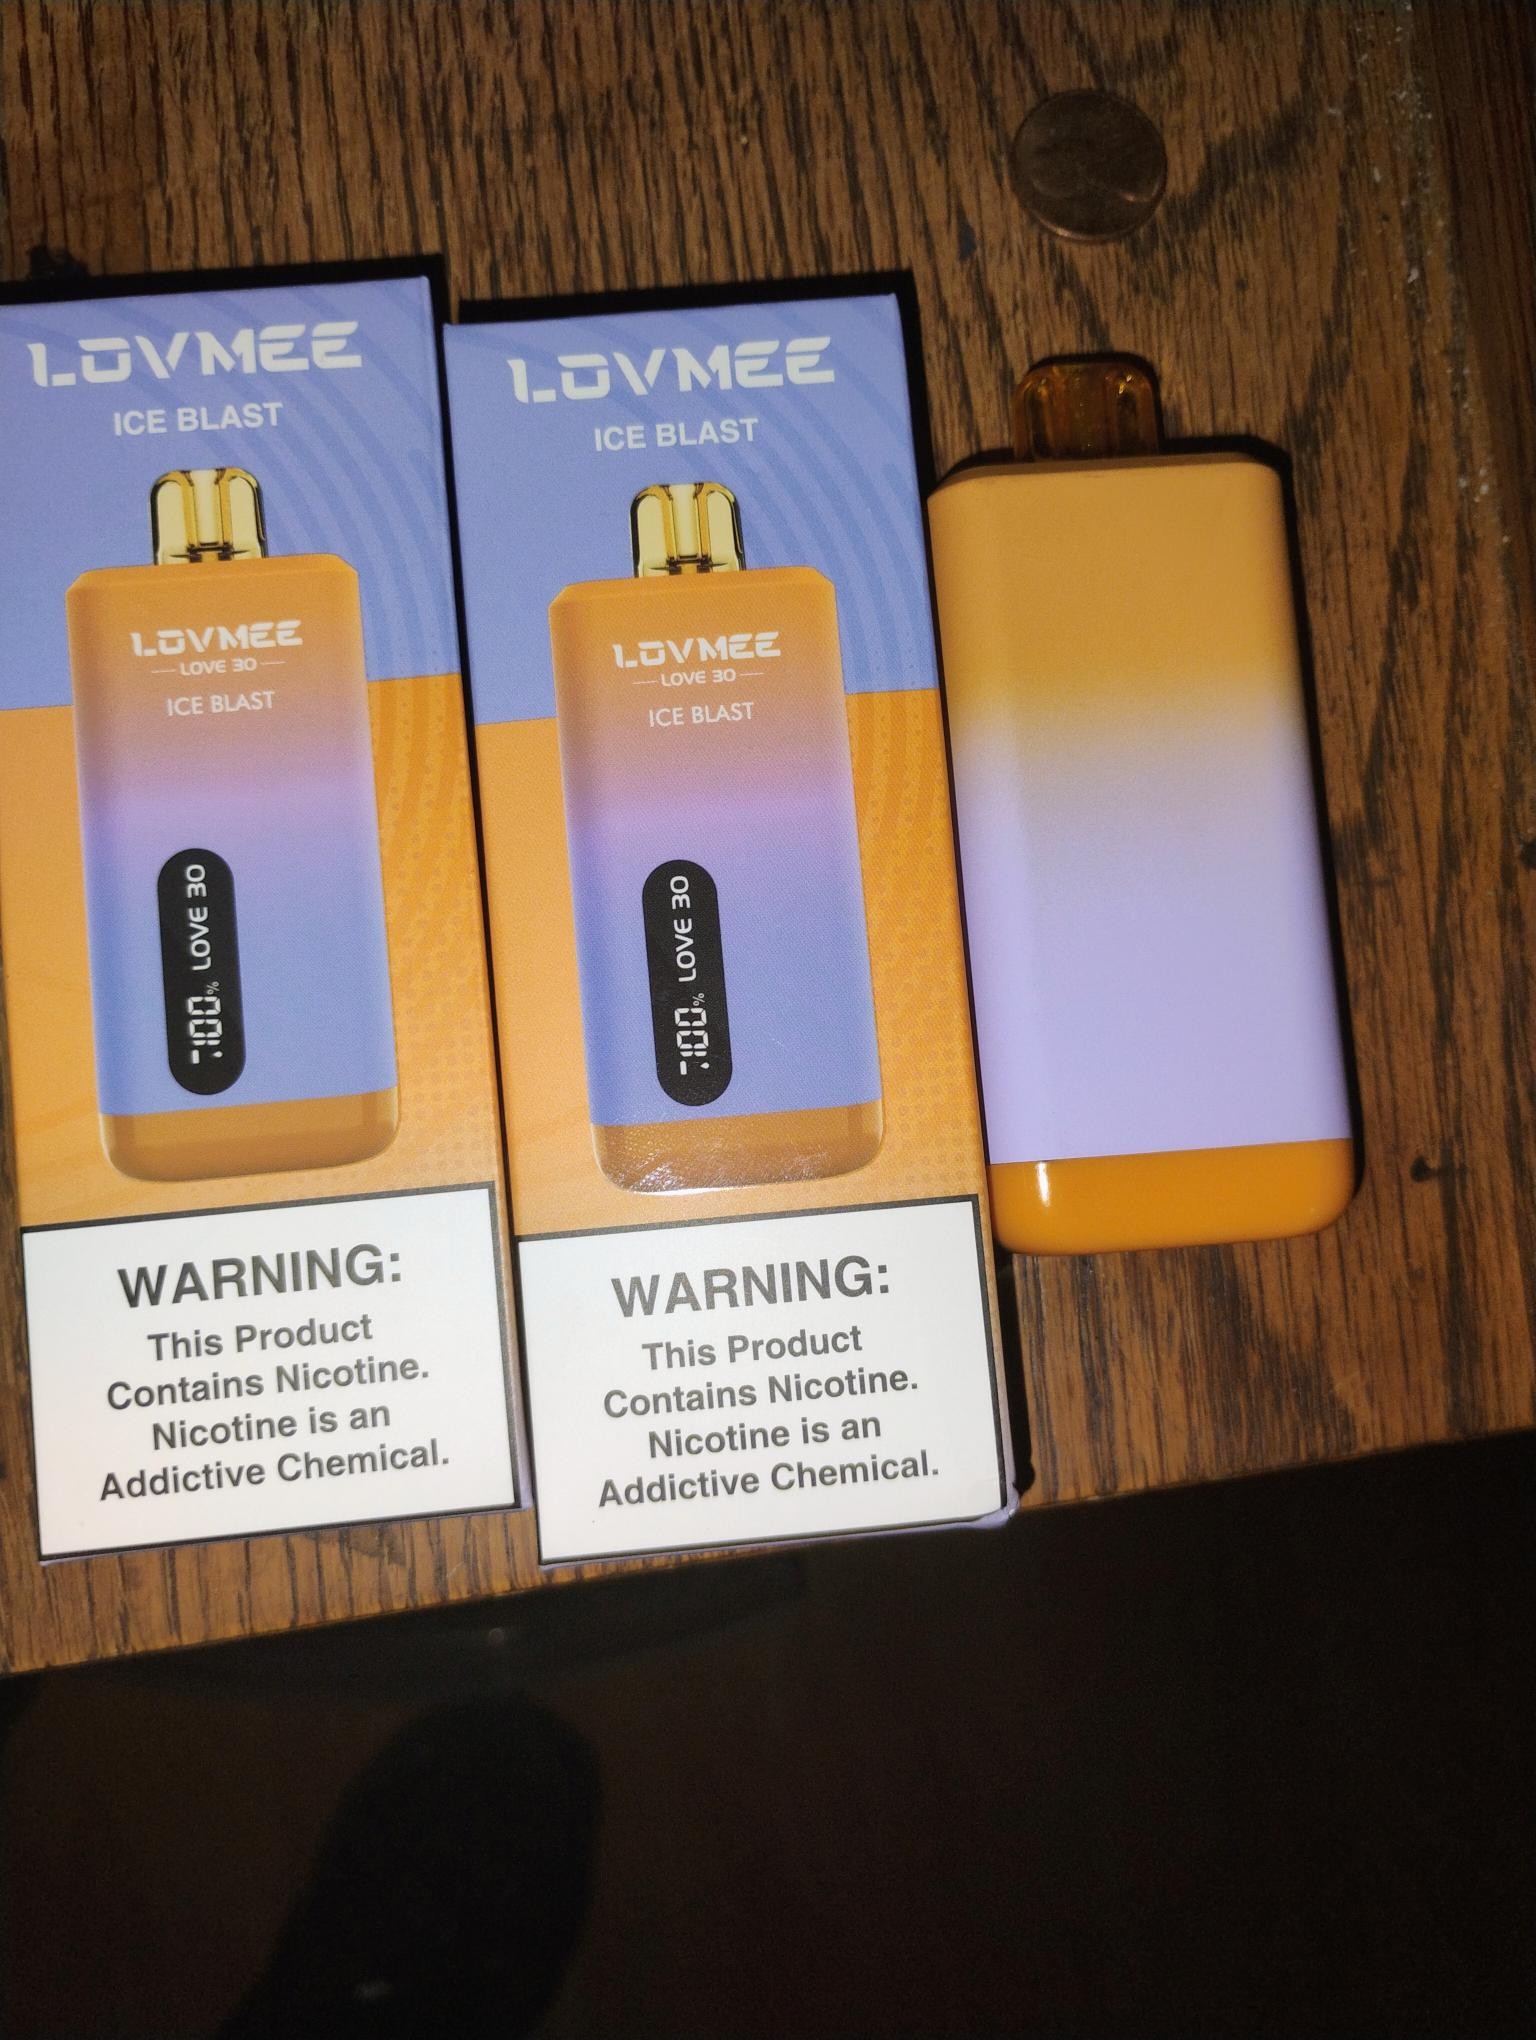 LOVMEE
ICE BLAST
LOVMEE
LOVE 30
ICE BLAST
100% LOVE 30
WARNING:
This Product
Contains Nicotine.
Nicotine is an
Addictive Chemical.
LOVMEE
ICE BLAST
LOVMEE
LOVE 30
ICE BLAST
100% LOVE 30
WARNING:
This Product
Contains Nicotine.
Nicotine is an
Addictive Chemical.